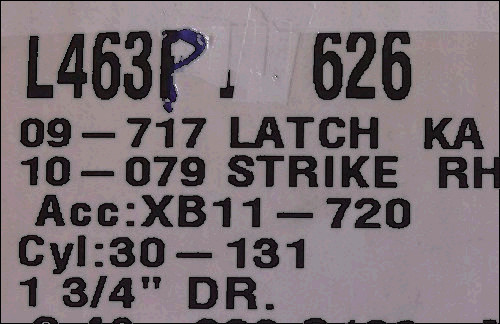 L463P 626
09-717 LATCH KA
10-079 STRIKE RH
Acc:XB11-720
Cyl:30-131
1 3/4" DR.